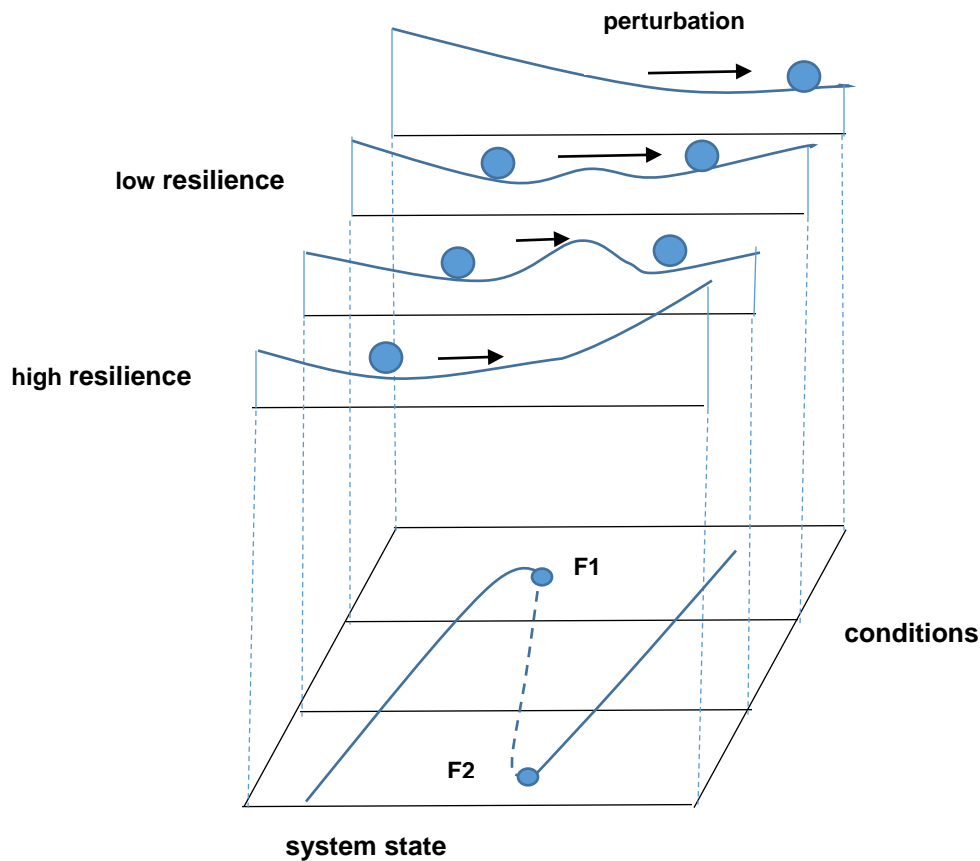 perturbation
low resilience
high resilience
F1
conditions
F2
system state